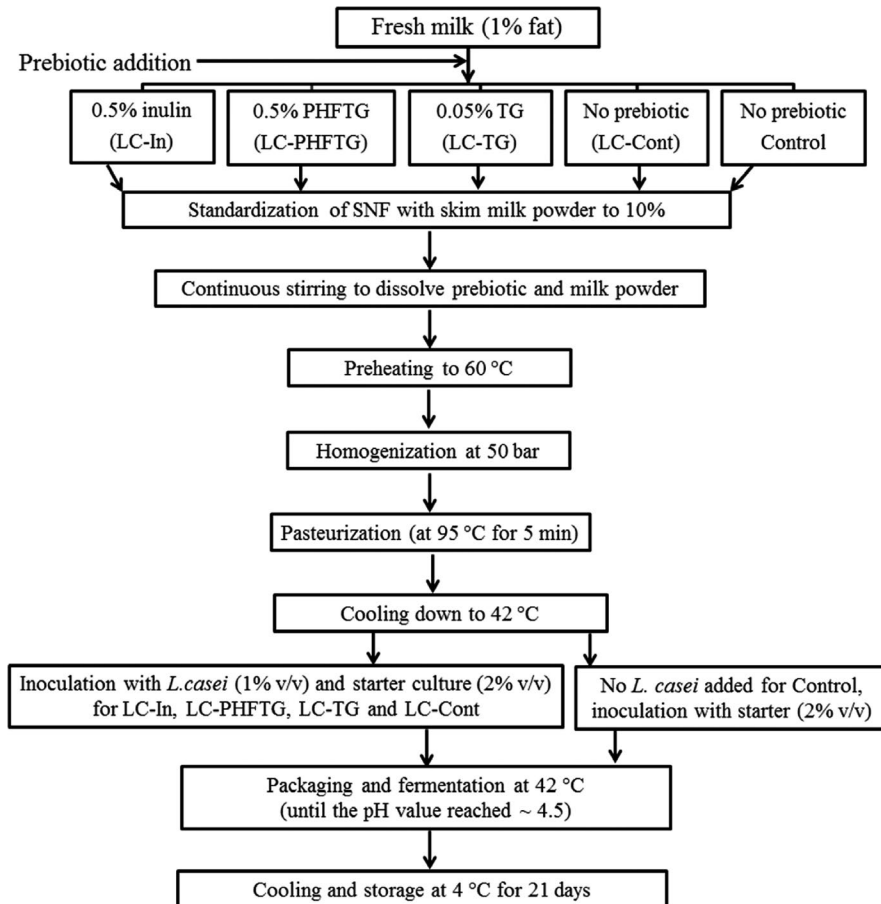 Fresh milk (1% fat)
Prebiotic addition
0.5% inulin
(LC-In)
0.5% PHFTG
(LC-PHFTG)
0.05% TG
(LC-TG)
No prebiotic
(LC-Cont)
No prebiotic
Control
Standardization of SNF with skim milk powder to 10%
Continuous stirring to dissolve prebiotic and milk powder
Preheating to 60 °C
Homogenization at 50 bar
Pasteurization (at 95 °C for 5 min)
Cooling down to 42 °C
Inoculation with L.casei (1% v/v) and starter culture (2% v/v)
for LC-In, LC-PHFTG, LC-TG and LC-Cont
No L. casei added for Control,
inoculation with starter (2% v/v)
Packaging and fermentation at 42 °C
(until the pH value reached ~ 4.5)
Cooling and storage at 4 °C for 21 days